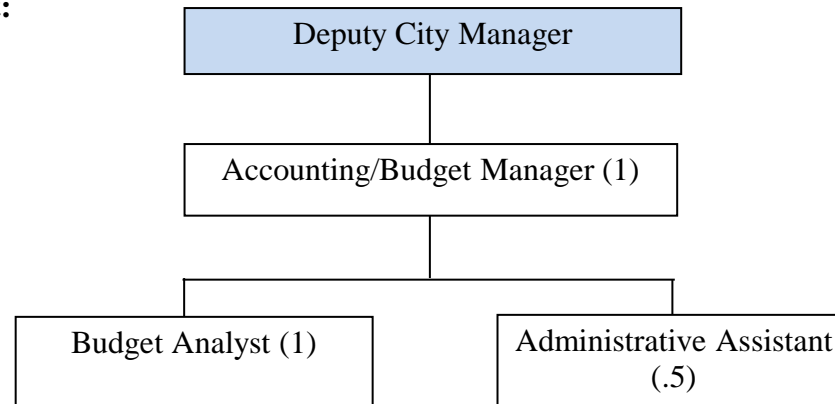 :
Deputy City Manager
Accounting/Budget Manager (1)
Budget Analyst (1)
Administrative Assistant
(.5)